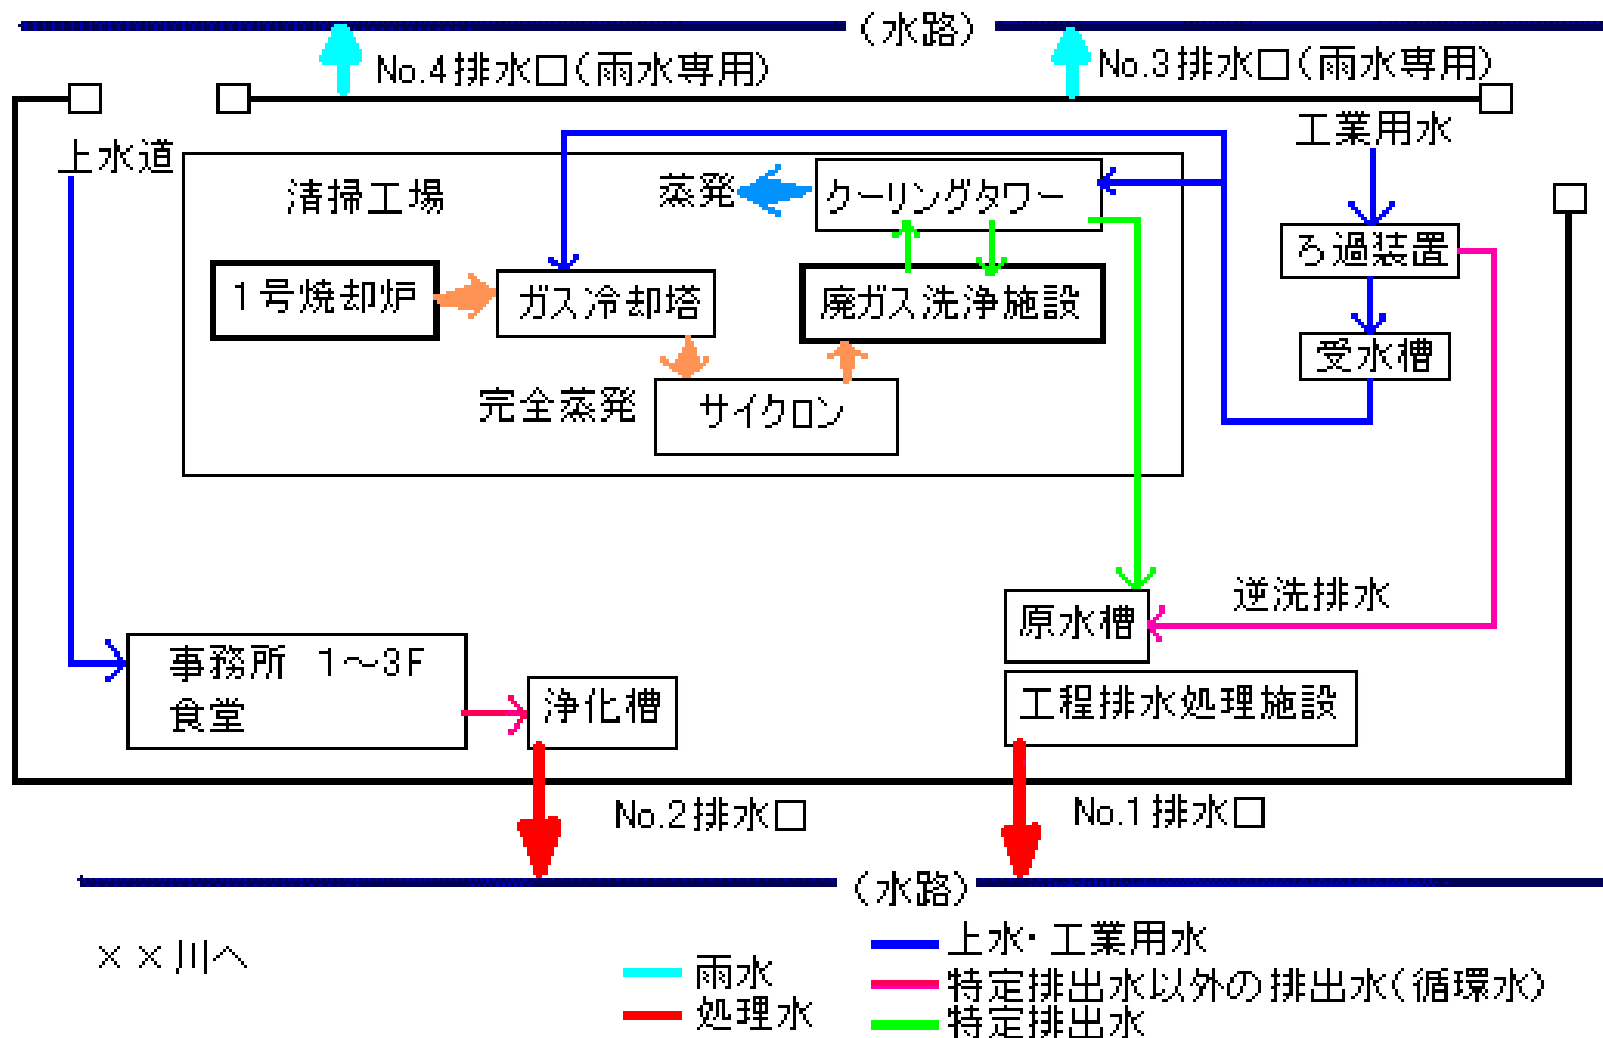 （水路）
No.4排水口（雨水専用）
No.3排水口（雨水専用）
工業用水
上水道
清掃工場
蒸発
クーリングタワー
ろ過装置
1号焼却炉
ガス冷却塔
廃ガス洗浄施設
受水槽
完全蒸発
サイクロン
逆洗排水
原水槽
事務所　1～3F
食堂
浄化槽
工程排水処理施設
No.2排水口
No.1排水口
（水路）
××川へ
上水・工業用水
雨水
特定排出水以外の排出水（循環水）
処理水
特定排出水